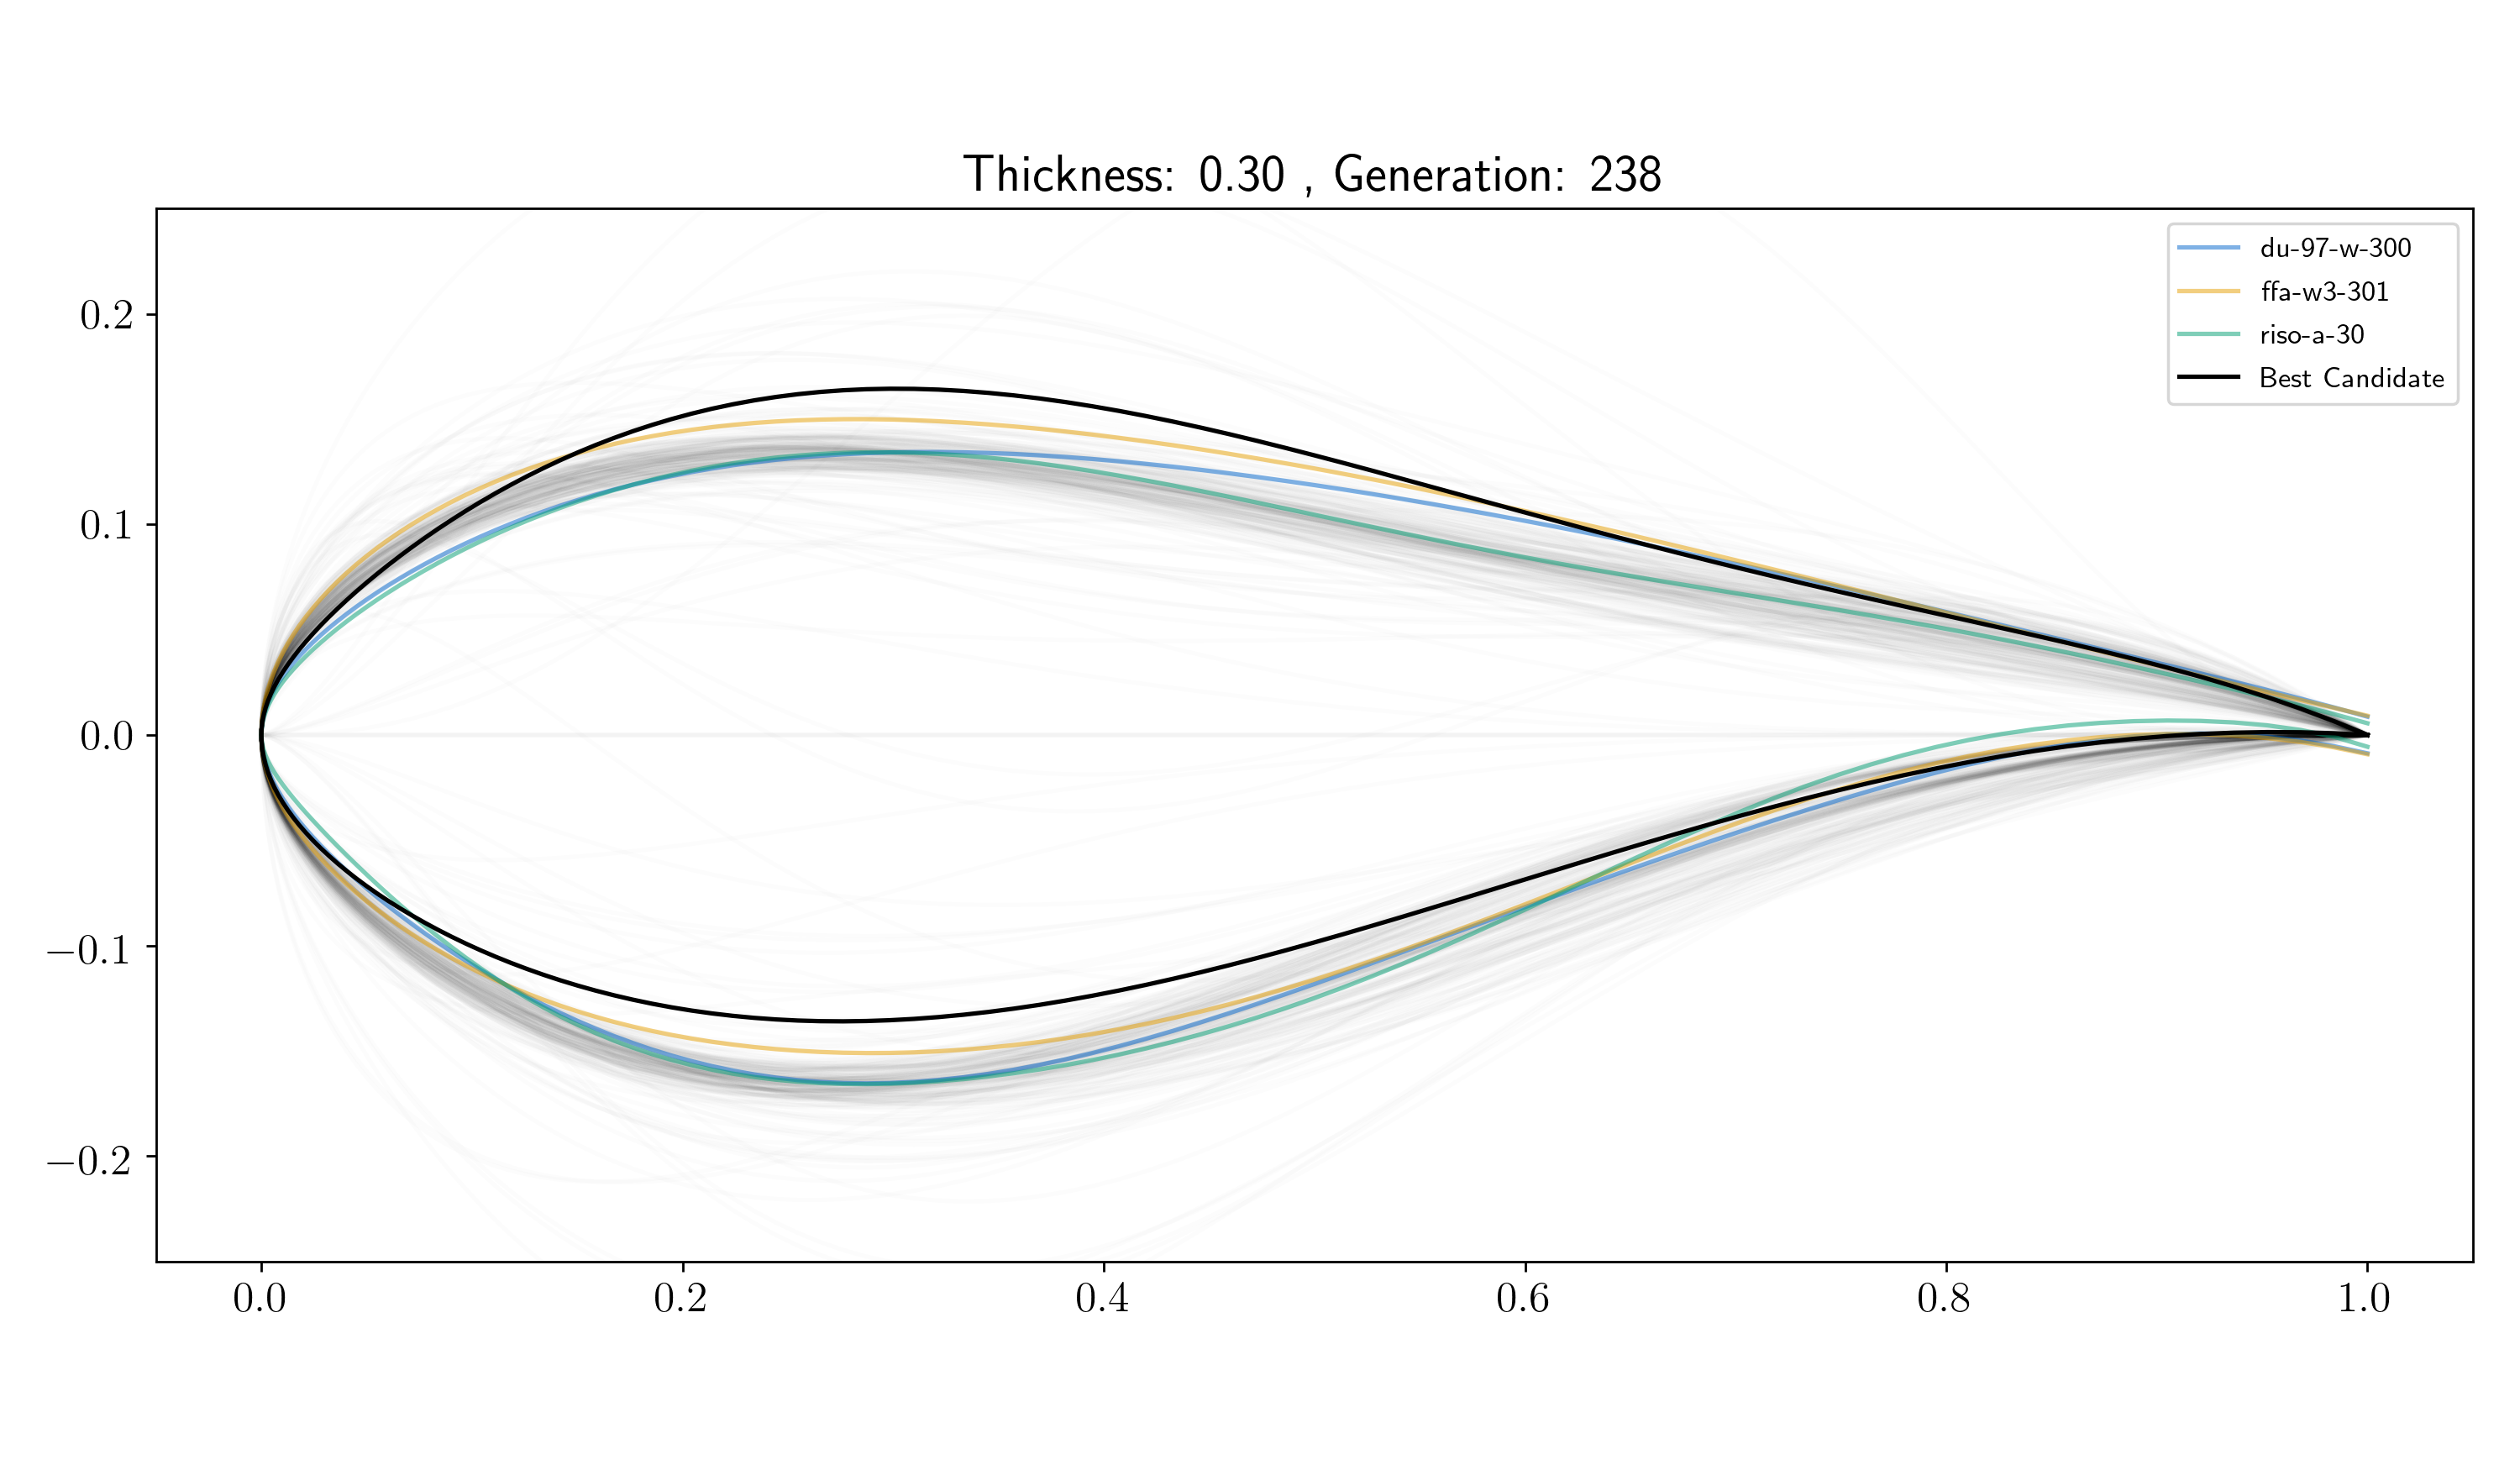 Thickness: 0.30 , Generation: 238
du-97-w-300
ffa-w3-301
riso-a-30
Best Candidate
0.2
0.1
0.0
−0.1
−0.2
0.0 0.2 0.4 0.6 0.8 1.0